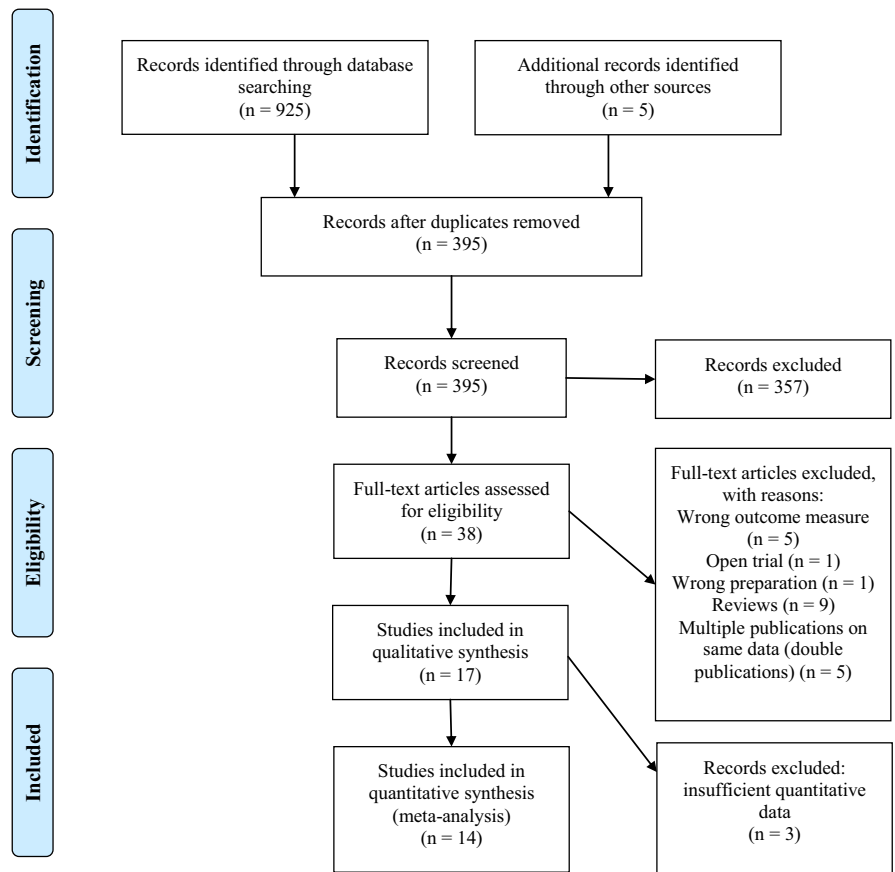 Identification
Records identified through database
searching
(n = 925)
Additional records identified
through other sources
(n = 5)
Records after duplicates removed
(n = 395)
Screening
Records screened
(n = 395)
Records excluded
(n = 357)
Eligibility
Full-text articles assessed
for eligibility
(n = 38)
Full-text articles excluded,
with reasons:
Wrong outcome measure
(n = 5)
Open trial (n = 1)
Wrong preparation (n = 1)
Reviews (n = 9)
Multiple publications on
same data (double
publications) (n = 5)
Studies included in
qualitative synthesis
(n = 17)
Included
Studies included in
quantitative synthesis
(meta-analysis)
(n = 14)
Records excluded:
insufficient quantitative
data
(n = 3)